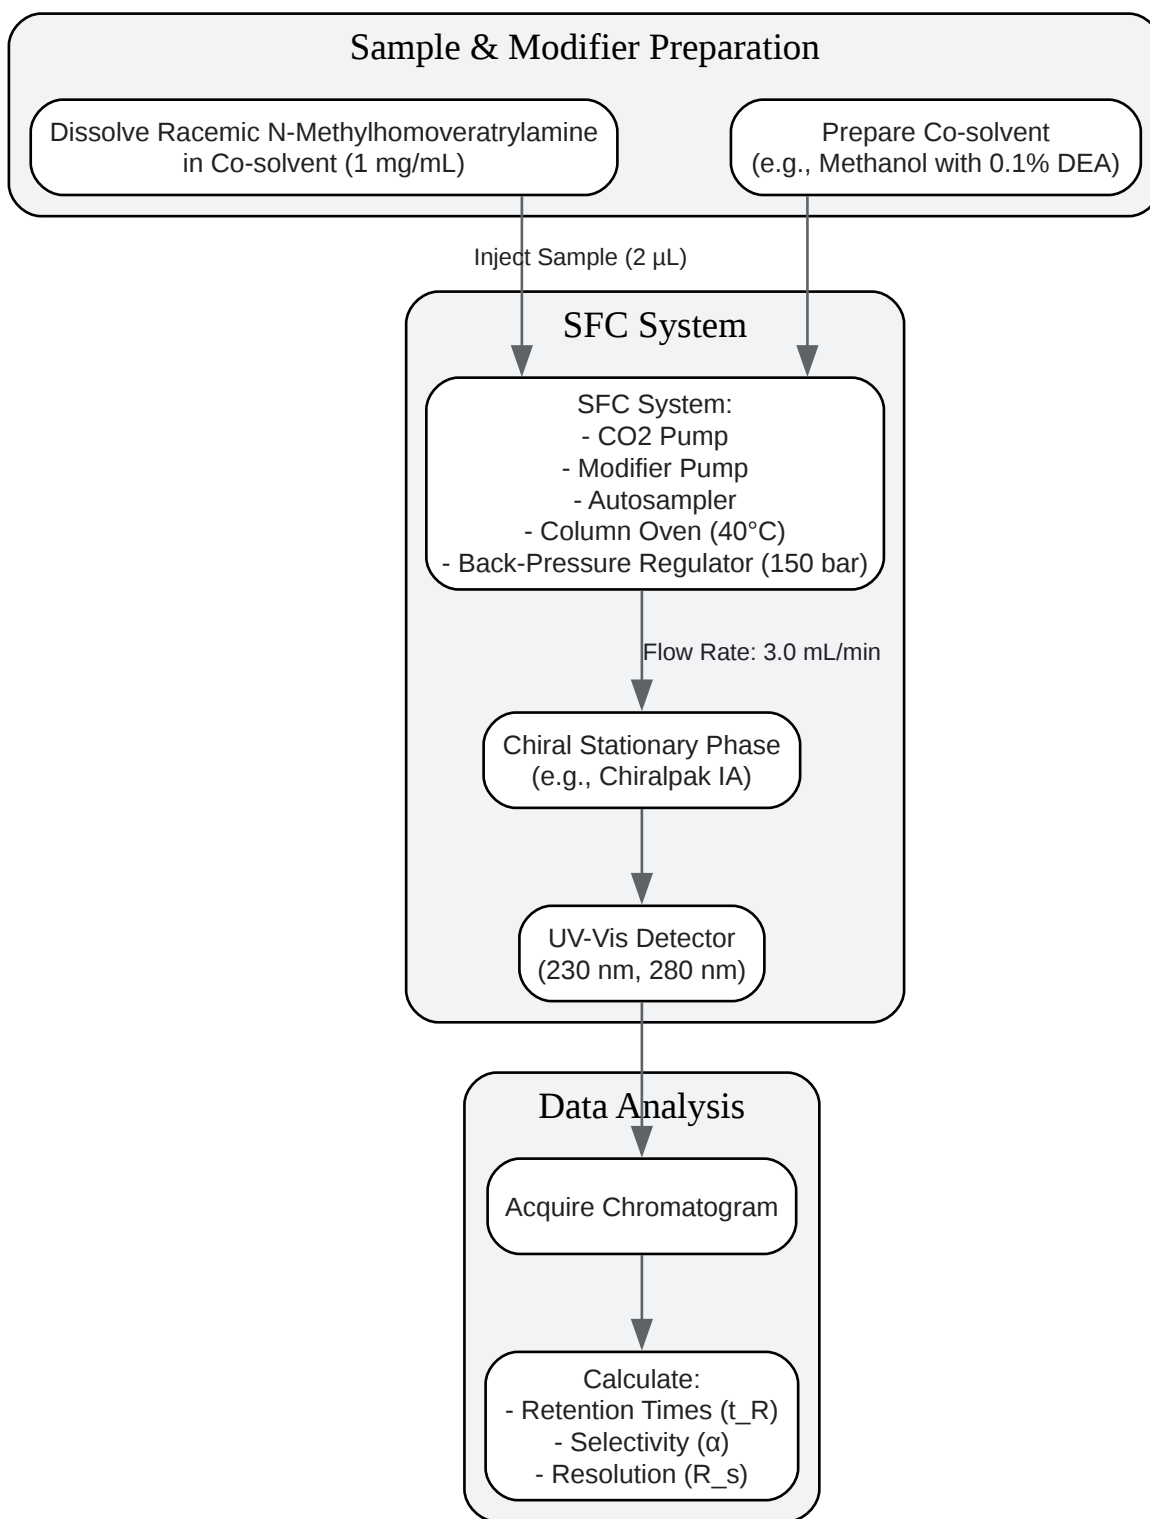 Sample & Modifier Preparation
Dissolve Racemic N-Methylhomoveratrylamine
in Co-solvent (1 mg/mL)
Prepare Co-solvent
(e.g., Methanol with 0.1% DEA)
Inject Sample (2 µL)
SFC System
SFC System:
- CO2 Pump
- Modifier Pump
- Autosampler
- Column Oven (40°C)
- Back-Pressure Regulator (150 bar)
Flow Rate: 3.0 mL/min
Chiral Stationary Phase
(e.g., Chiralpak IA)
UV-Vis Detector
(230 nm, 280 nm)
Data Analysis
Acquire Chromatogram
Calculate:
- Retention Times (t_R)
- Selectivity (α)
- Resolution (R_s)